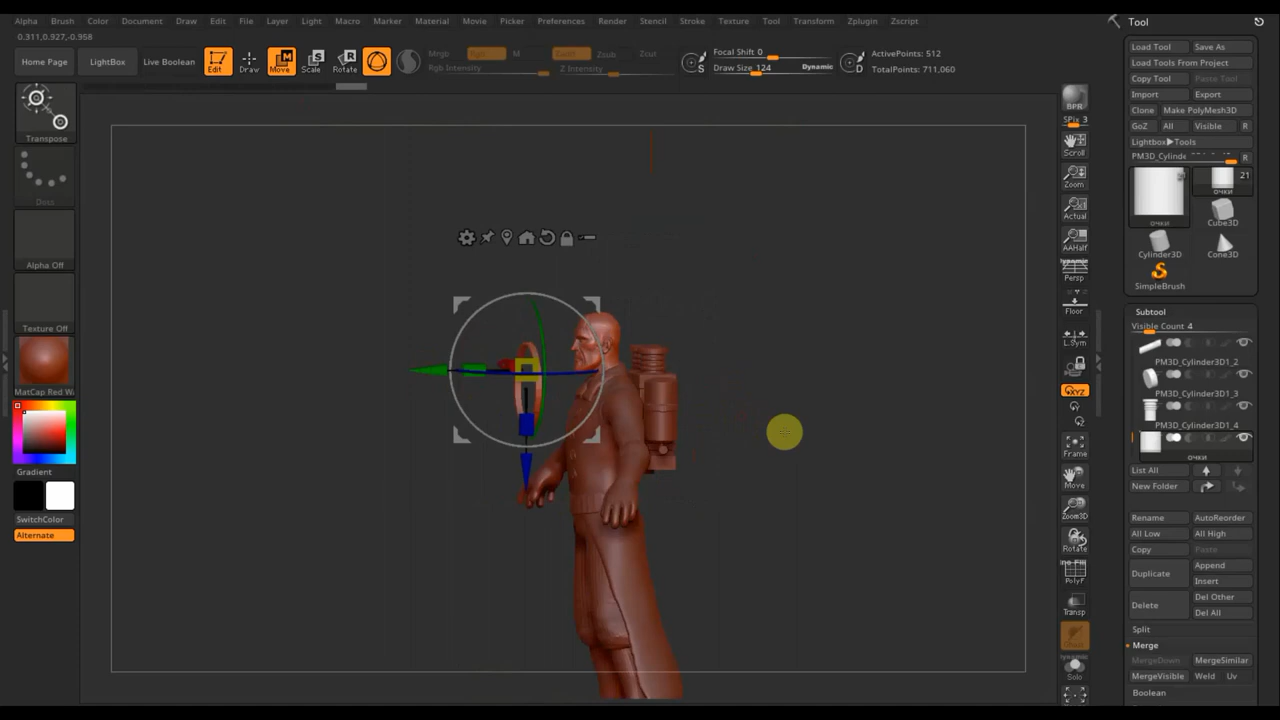 Alpha Brush Color Document Draw Edit File Layer Light Macro Marker Material Movie Picker Preferences Render Stencil Stroke Texture Tool Transform Zplugin Zscript
0.311,0.927,-0.958
Home Page LightBox Live Boolean Edit Draw Move Scale Rotate
Mrgb Rgb M Zadd Zsub Zcut
Rgb Intensity Z Intensity
Focal Shift 0
Draw Size 124 Dynamic
ActivePoints: 512
TotalPoints: 711,060
Transpose
Dots
Alpha Off
Texture Off
MatCap Red Wa
Gradient
SwitchColor
Alternate
BPR
SPix 3
Scroll
Zoom
Actual
AAHalf
Dynamic
Persp
Floor
L.Sym
XYZ
Frame
Move
Zoom3D
Rotate
PolyF
Transp
Dynamic
Solo
Tool
Load Tool Save As
Load Tools From Project
Copy Tool Paste Tool
Import Export
Clone Make PolyMesh3D
GoZ All Visible R
Lightbox▶Tools
R
21
очки
очки
Cube3D
Cylinder3D Cone3D
SimpleBrush
Subtool
Visible Count 4
PM3D_Cylinder3D1_2
PM3D_Cylinder3D1_3
PM3D_Cylinder3D1_4
очки
List All
New Folder
Rename AutoReorder
All Low All High
Copy Paste
Duplicate Append
Insert
Delete Del Other
Del All
Split
Merge
MergeDown MergeSimilar
MergeVisible Weld Uv
Boolean